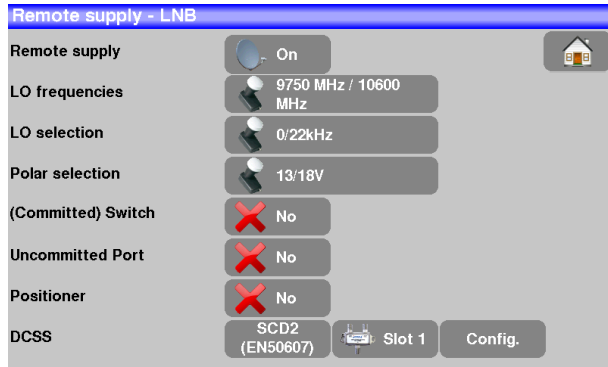 Remote supply - LNB
Remote supply
On
LO frequencies
9750 MHz / 10600
MHz
LO selection
0/22kHz
Polar selection
13/18V
(Committed) Switch
No
Uncommitted Port
No
Positioner
No
DCSS
SCD2
(EN50607)
Slot 1
Config.